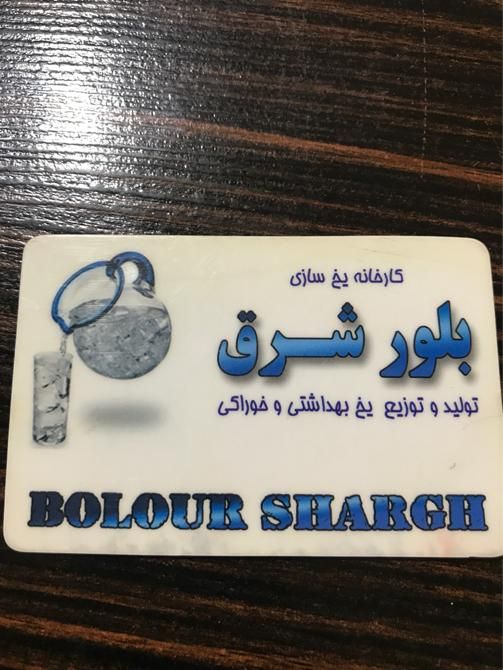 کارخانه یخ سازی
بلور شرق
تولید و توزیع یخ بهداشتی و خوراکی
BOLOUR SHARGH